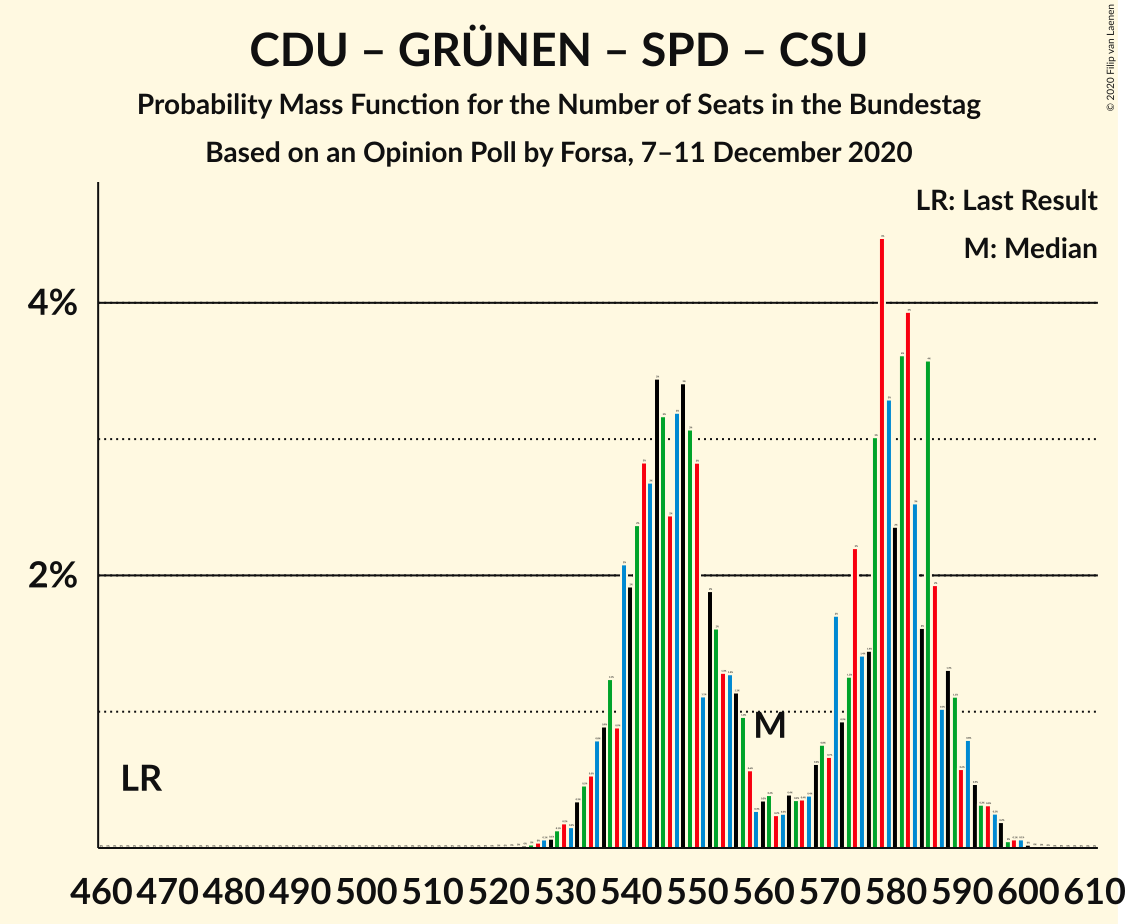 CDU – GRÜNEN – SPD – CSU
Probability Mass Function for the Number of Seats in the Bundestag
Based on an Opinion Poll by Forsa, 7–11 December 2020
© 2020 Filip van Laenen
LR: Last Result
M: Median
4%
2%
M
LR
460 470 480 490 500 510 520 530 540 550 560 570 580 590 600 610